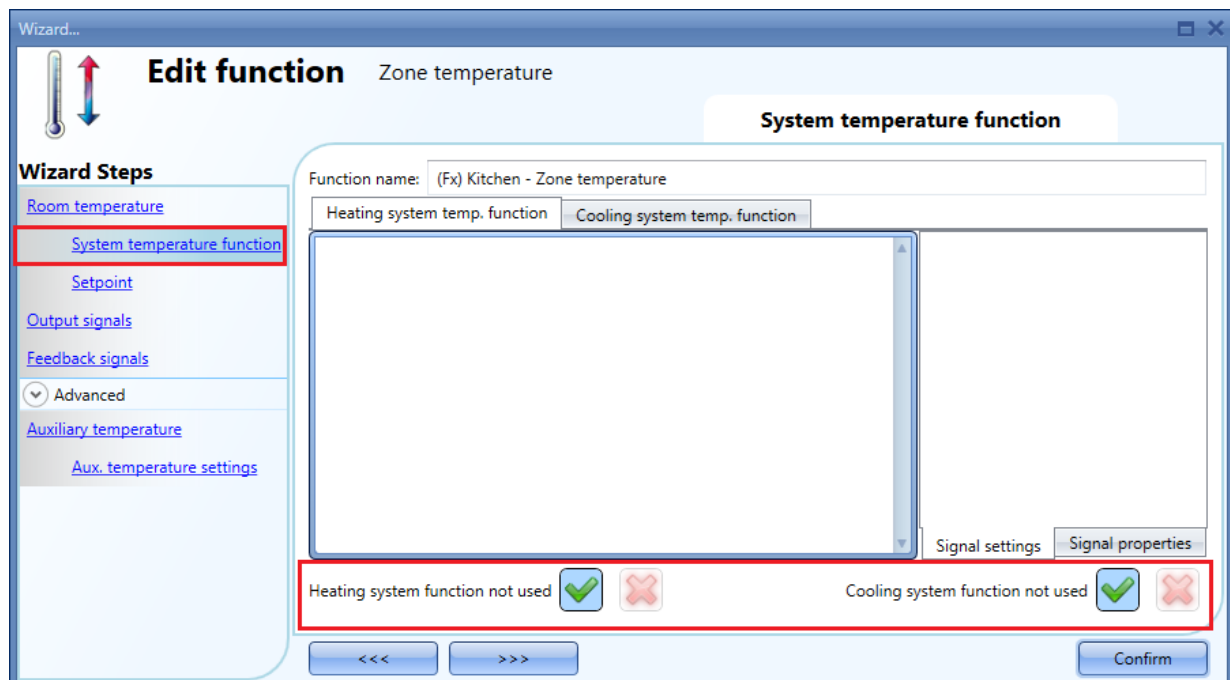 Wizard...
Edit function Zone temperature
System temperature function
Wizard Steps
Room temperature
System temperature function
Setpoint
Output signals
Feedback signals
Advanced
Auxiliary temperature
Aux. temperature settings
Function name: (Fx) Kitchen - Zone temperature
Heating system temp. function Cooling system temp. function
Signal settings Signal properties
Heating system function not used Cooling system function not used
<<< >>> Confirm